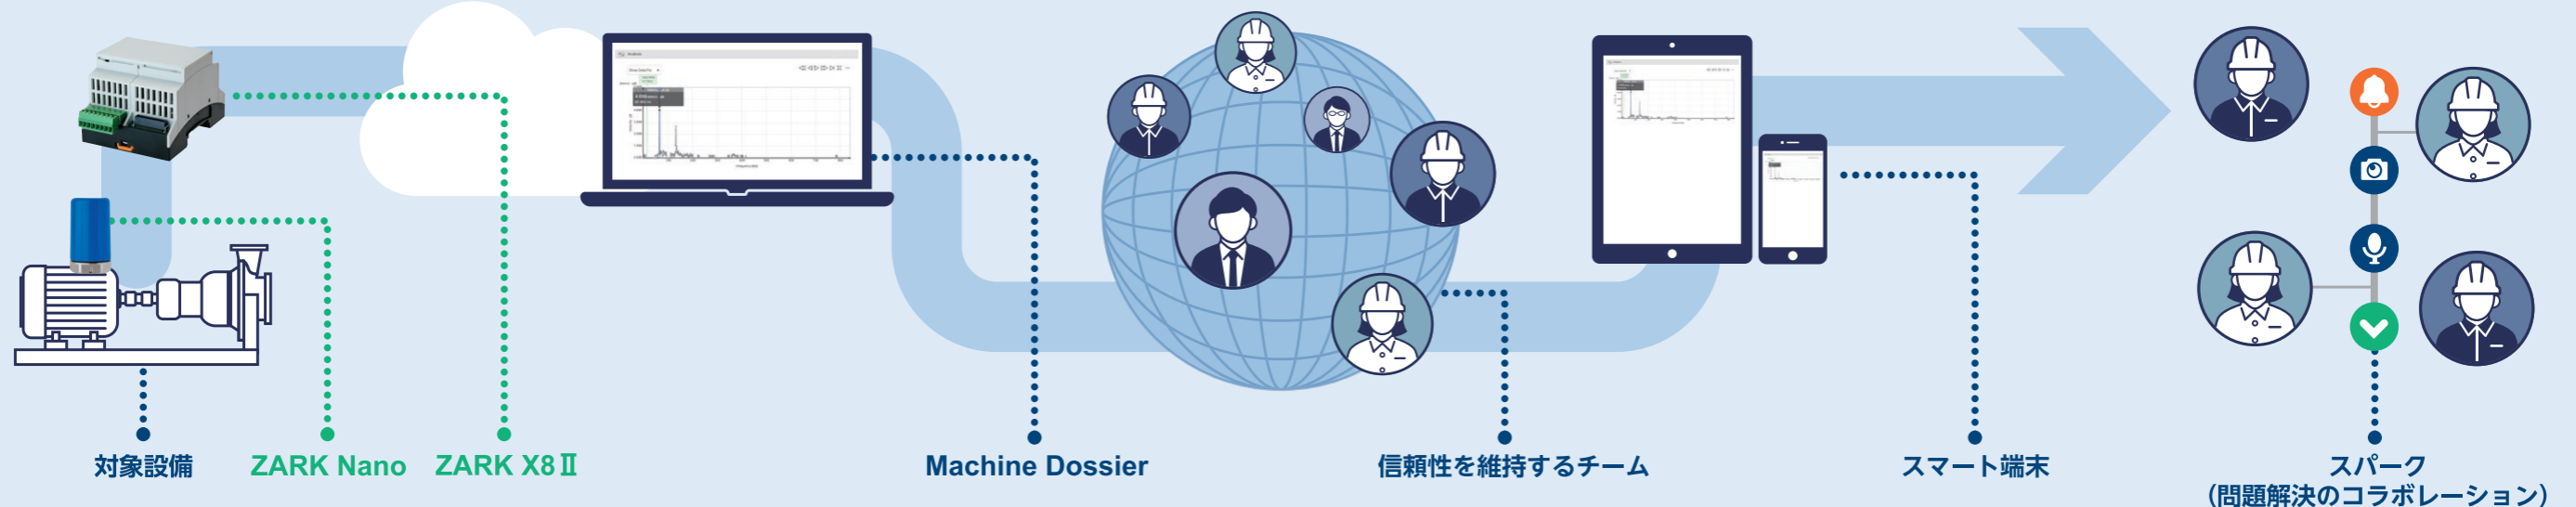 対象設備
ZARK Nano
ZARK X8Ⅱ
Machine Dossier
信頼性を維持するチーム
スマート端末
スパーク
（問題解決のコラボレーション）